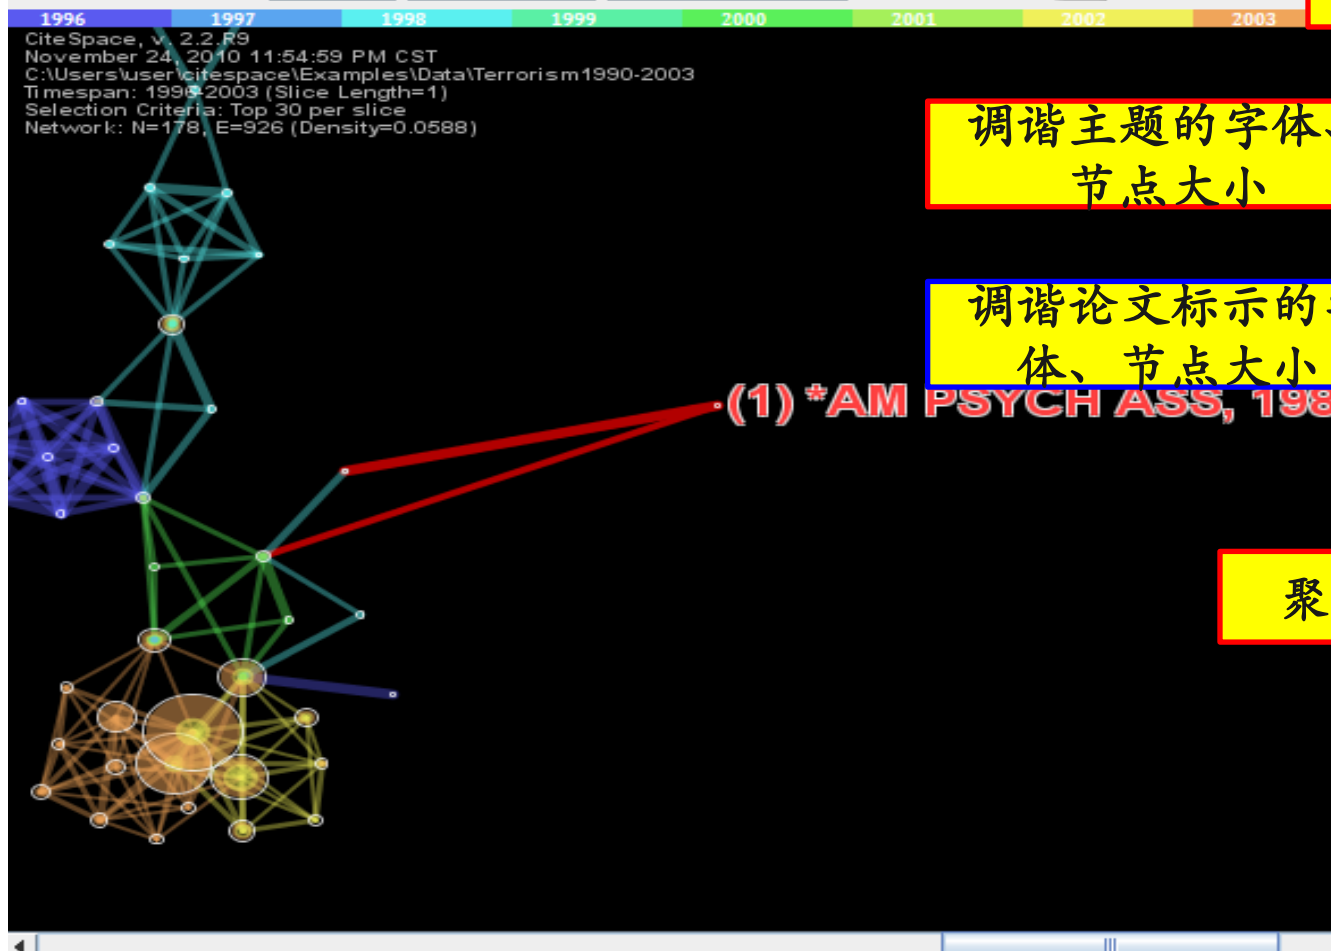 1996 1997 1998 1999 2000 2001 2002 2003
CiteSpace, v. 2.2.R9
November 24, 2010 11:54:59 PM CST
C:\Users\user\citespace\Examples\Data\Terrorism1990-2003
Timespan: 1996-2003 (Slice Length=1)
Selection Criteria: Top 30 per slice
Network: N=178, E=926 (Density=0.0588)
调谐主题的字体、
节点大小
调谐论文标示的字
体、节点大小
(1) *AM PSYCH ASS, 198
聚